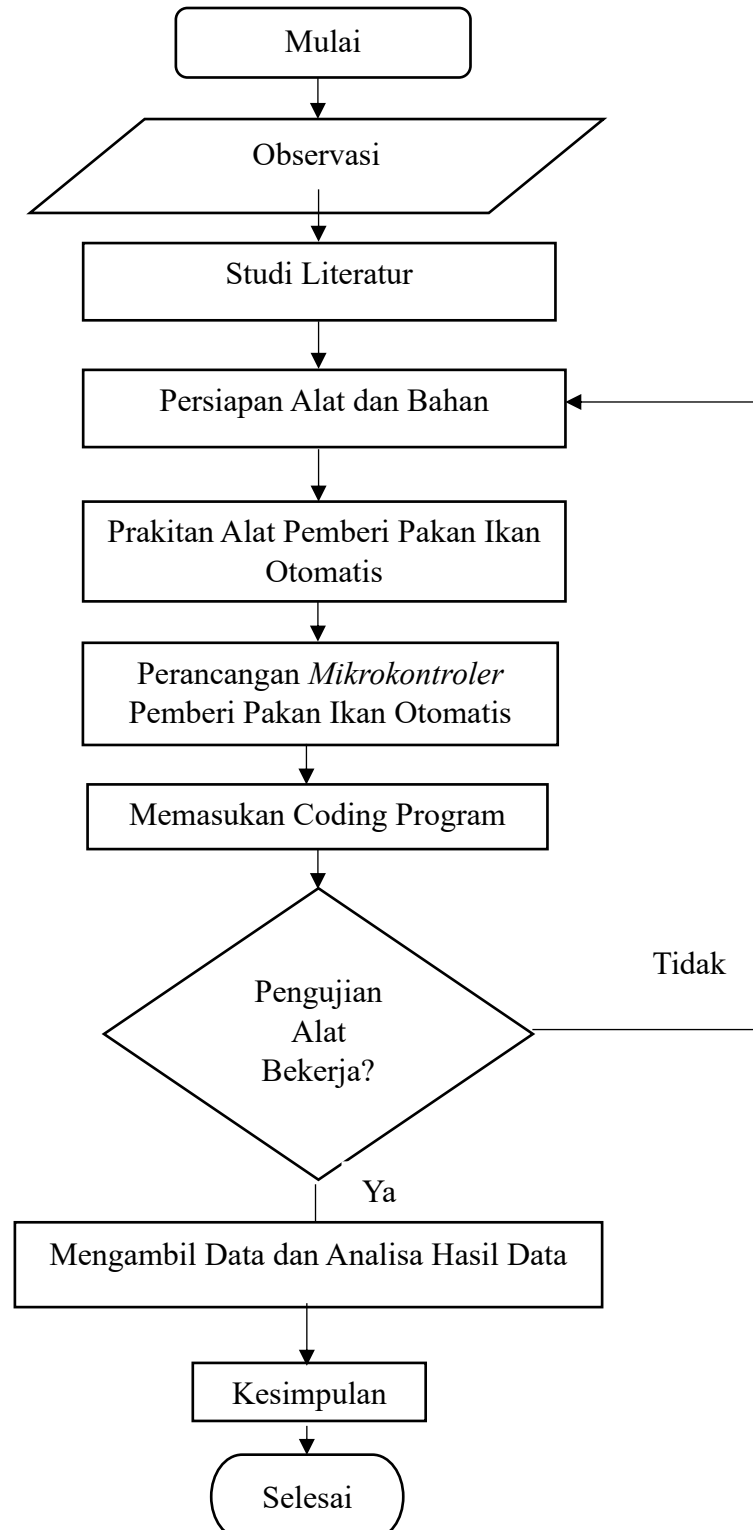 Mulai
Observasi
Studi Literatur
Persiapan Alat dan Bahan
Prakitan Alat Pemberi Pakan Ikan
Otomatis
Perancangan Mikrokontroler
Pemberi Pakan Ikan Otomatis
Memasukan Coding Program
Tidak
Pengujian
Alat
Bekerja?
Ya
Mengambil Data dan Analisa Hasil Data
Kesimpulan
Selesai